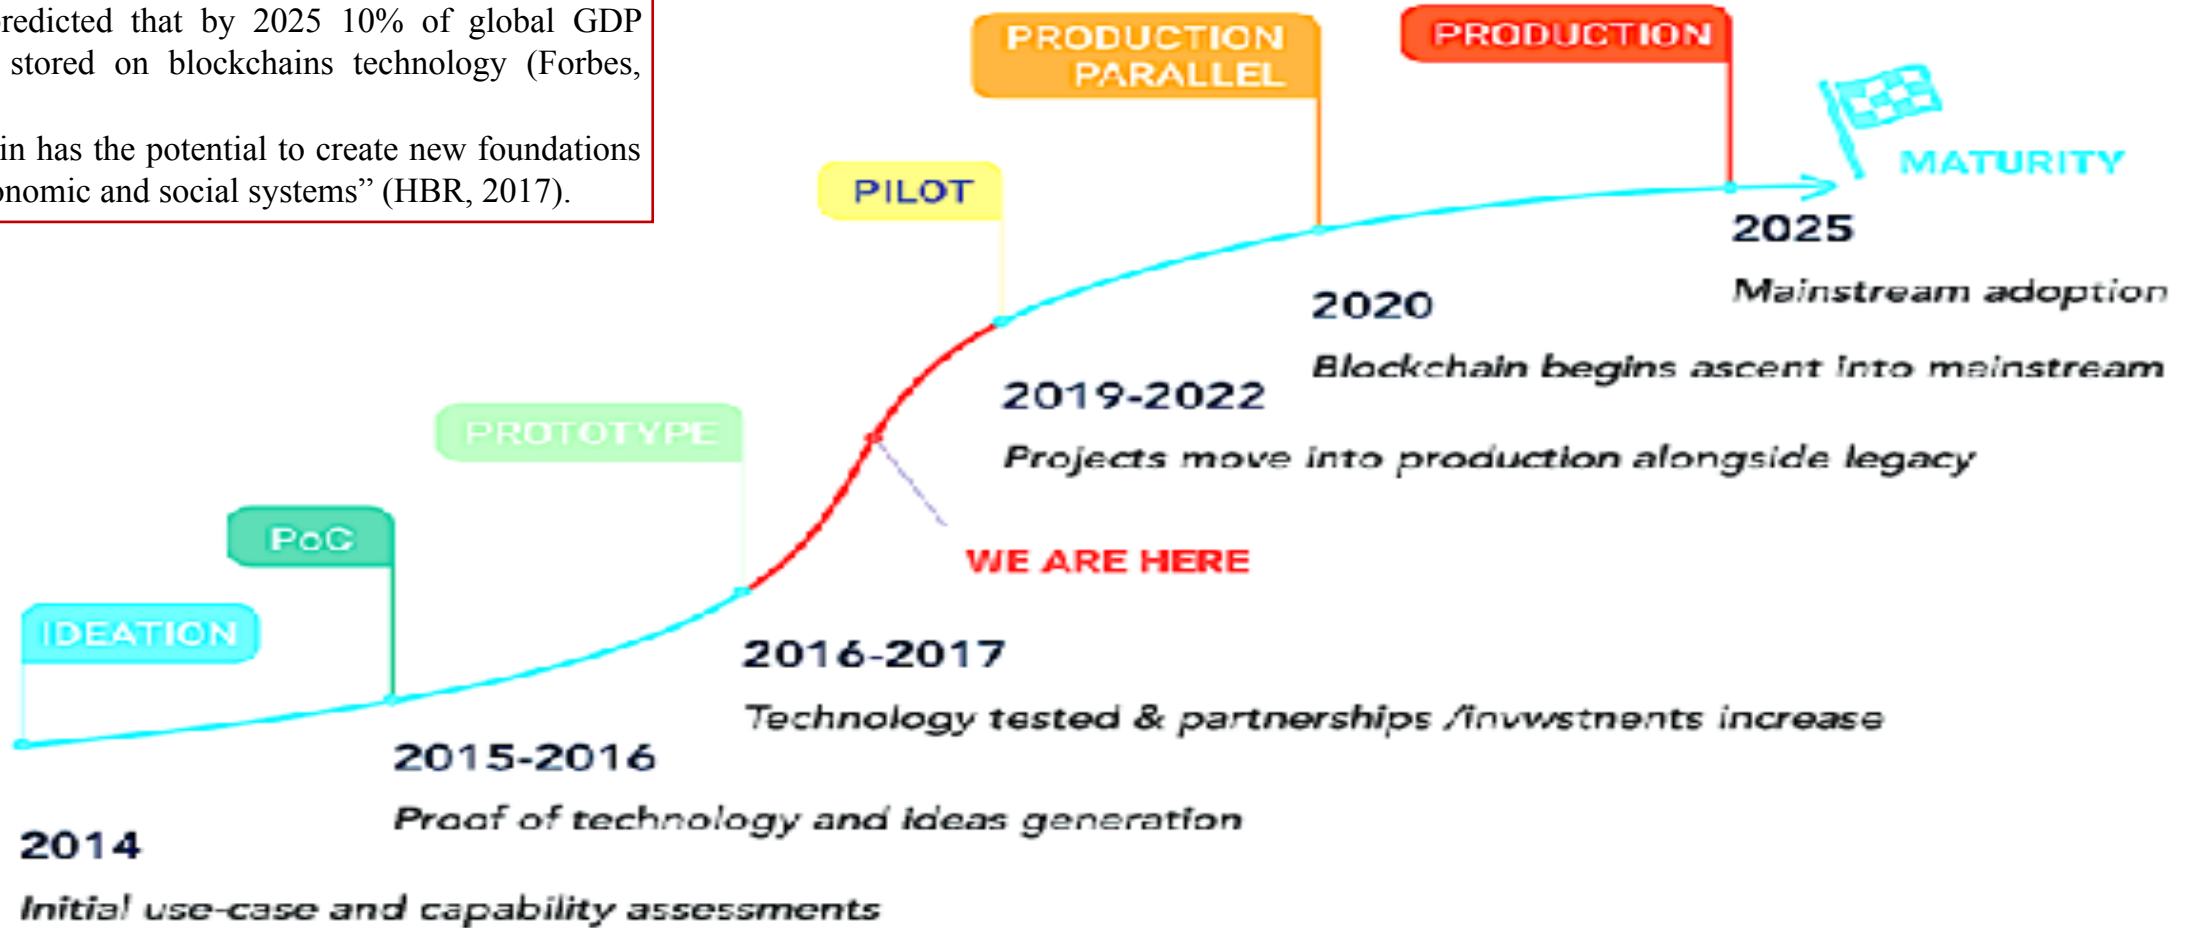 predicted that by 2025 10% of global GDP
stored on blockchains technology (Forbes,
in has the potential to create new foundations
onomic and social systems” (HBR, 2017).
PRODUCTION
PARALLEL
PRODUCTION
MATURITY
PILOT
2025
Mainstream adoption
2020
Blockchain begins ascent into mainstream
2019-2022
Projects move into production alongside legacy
PROTOTYPE
WE ARE HERE
PoC
2016-2017
Technology tested & partnerships /invwstnents increase
IDEATION
2015-2016
Proof of technology and ideas generation
2014
Initial use-case and capability assessments